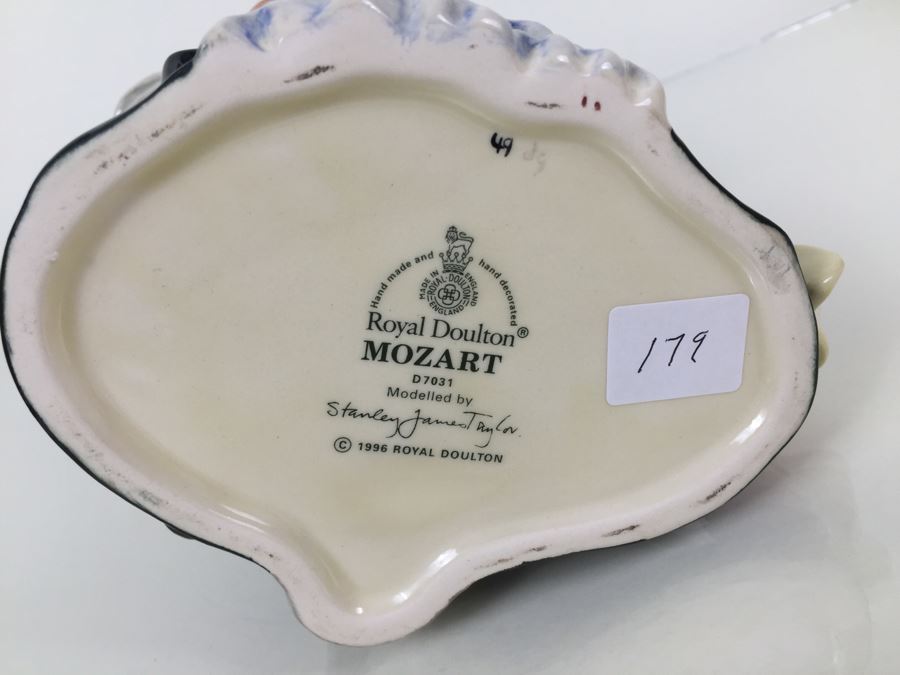 49
Hand made and hand decorated
MADE IN ENGLAND
ROYAL DOULTON
ENGLAND
Royal Doulton®
MOZART
D7031
Modelled by
Stanley James Taylor.
© 1996 ROYAL DOULTON
179